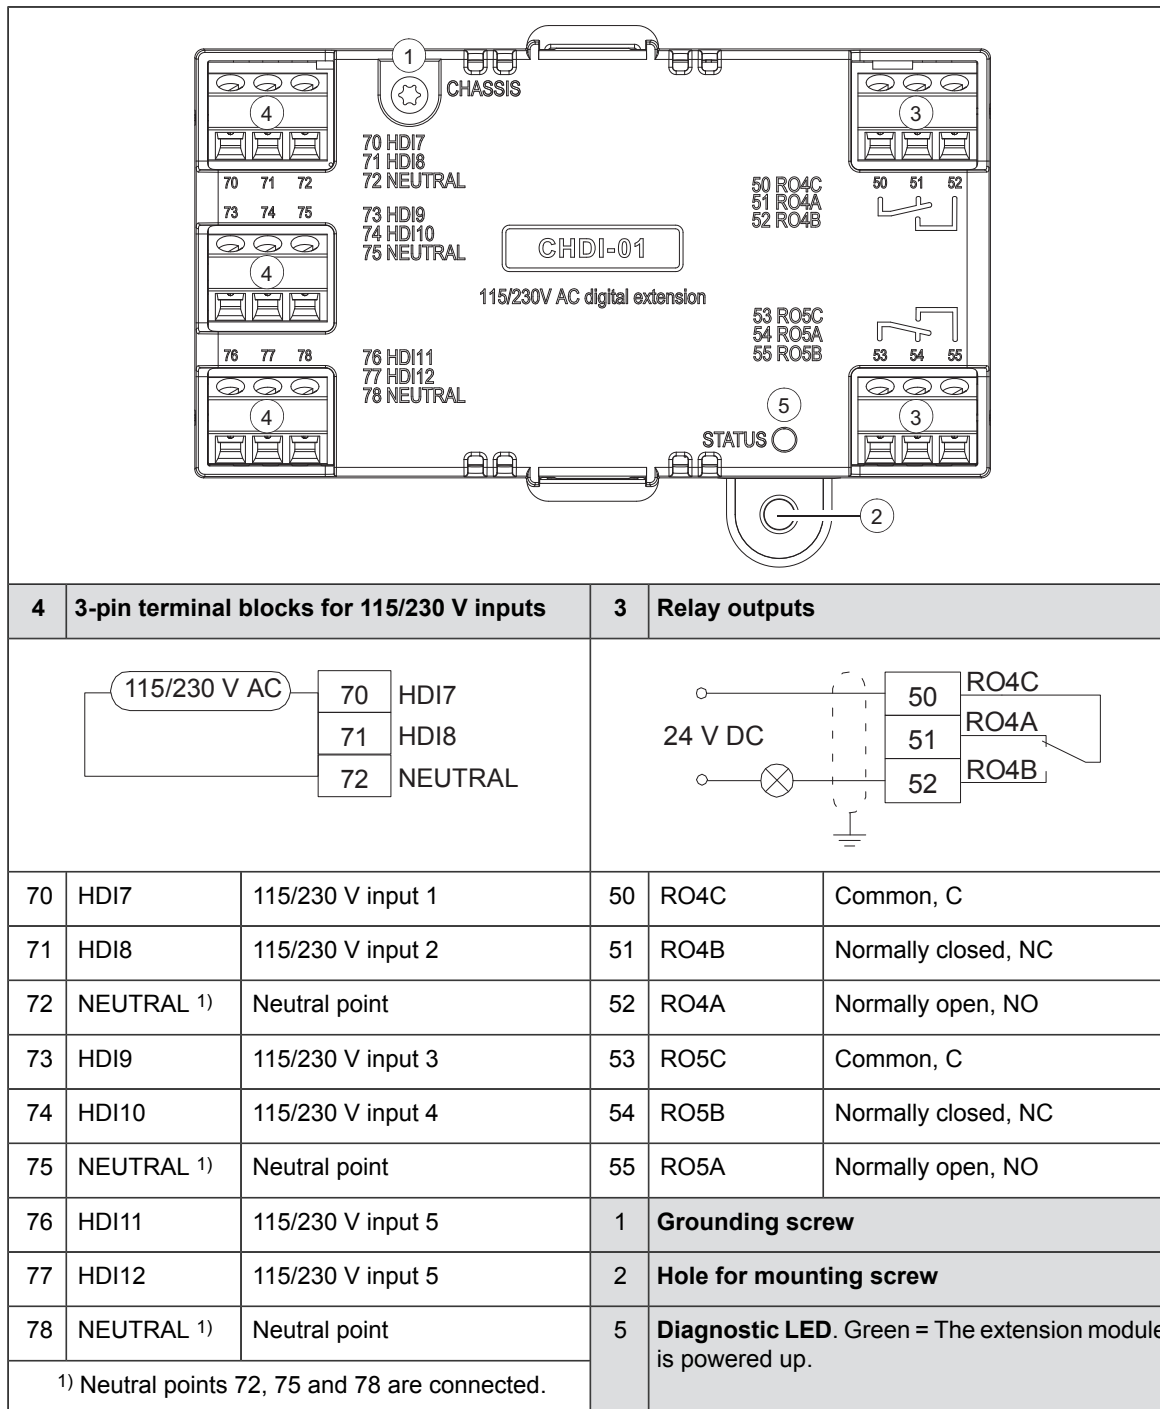 1
CHASSIS
4
3
70 HDI7
71 HDI8
72 NEUTRAL
70 71 72
50 RO4C
51 RO4A
52 RO4B
50 51 52
73 74 75
73 HDI9
74 HDI10
75 NEUTRAL
CHDI-01
4
115/230V AC digital extension
53 RO5C
54 RO5A
55 RO5B
53 54 55
76 77 78
76 HDI11
77 HDI12
78 NEUTRAL
5
4
3
STATUS
2
4 3-pin terminal blocks for 115/230 V inputs
3 Relay outputs
115/230 V AC
70 HDI7
71 HDI8
72 NEUTRAL
24 V DC
50 RO4C
51 RO4A
52 RO4B
70 HDI7 115/230 V input 1
50 RO4C Common, C
71 HDI8 115/230 V input 2
51 RO4B Normally closed, NC
72 NEUTRAL 1) Neutral point
52 RO4A Normally open, NO
73 HDI9 115/230 V input 3
53 RO5C Common, C
74 HDI10 115/230 V input 4
54 RO5B Normally closed, NC
75 NEUTRAL 1) Neutral point
55 RO5A Normally open, NO
76 HDI11 115/230 V input 5
1 Grounding screw
77 HDI12 115/230 V input 5
2 Hole for mounting screw
78 NEUTRAL 1) Neutral point
5 Diagnostic LED. Green = The extension module
is powered up.
1) Neutral points 72, 75 and 78 are connected.